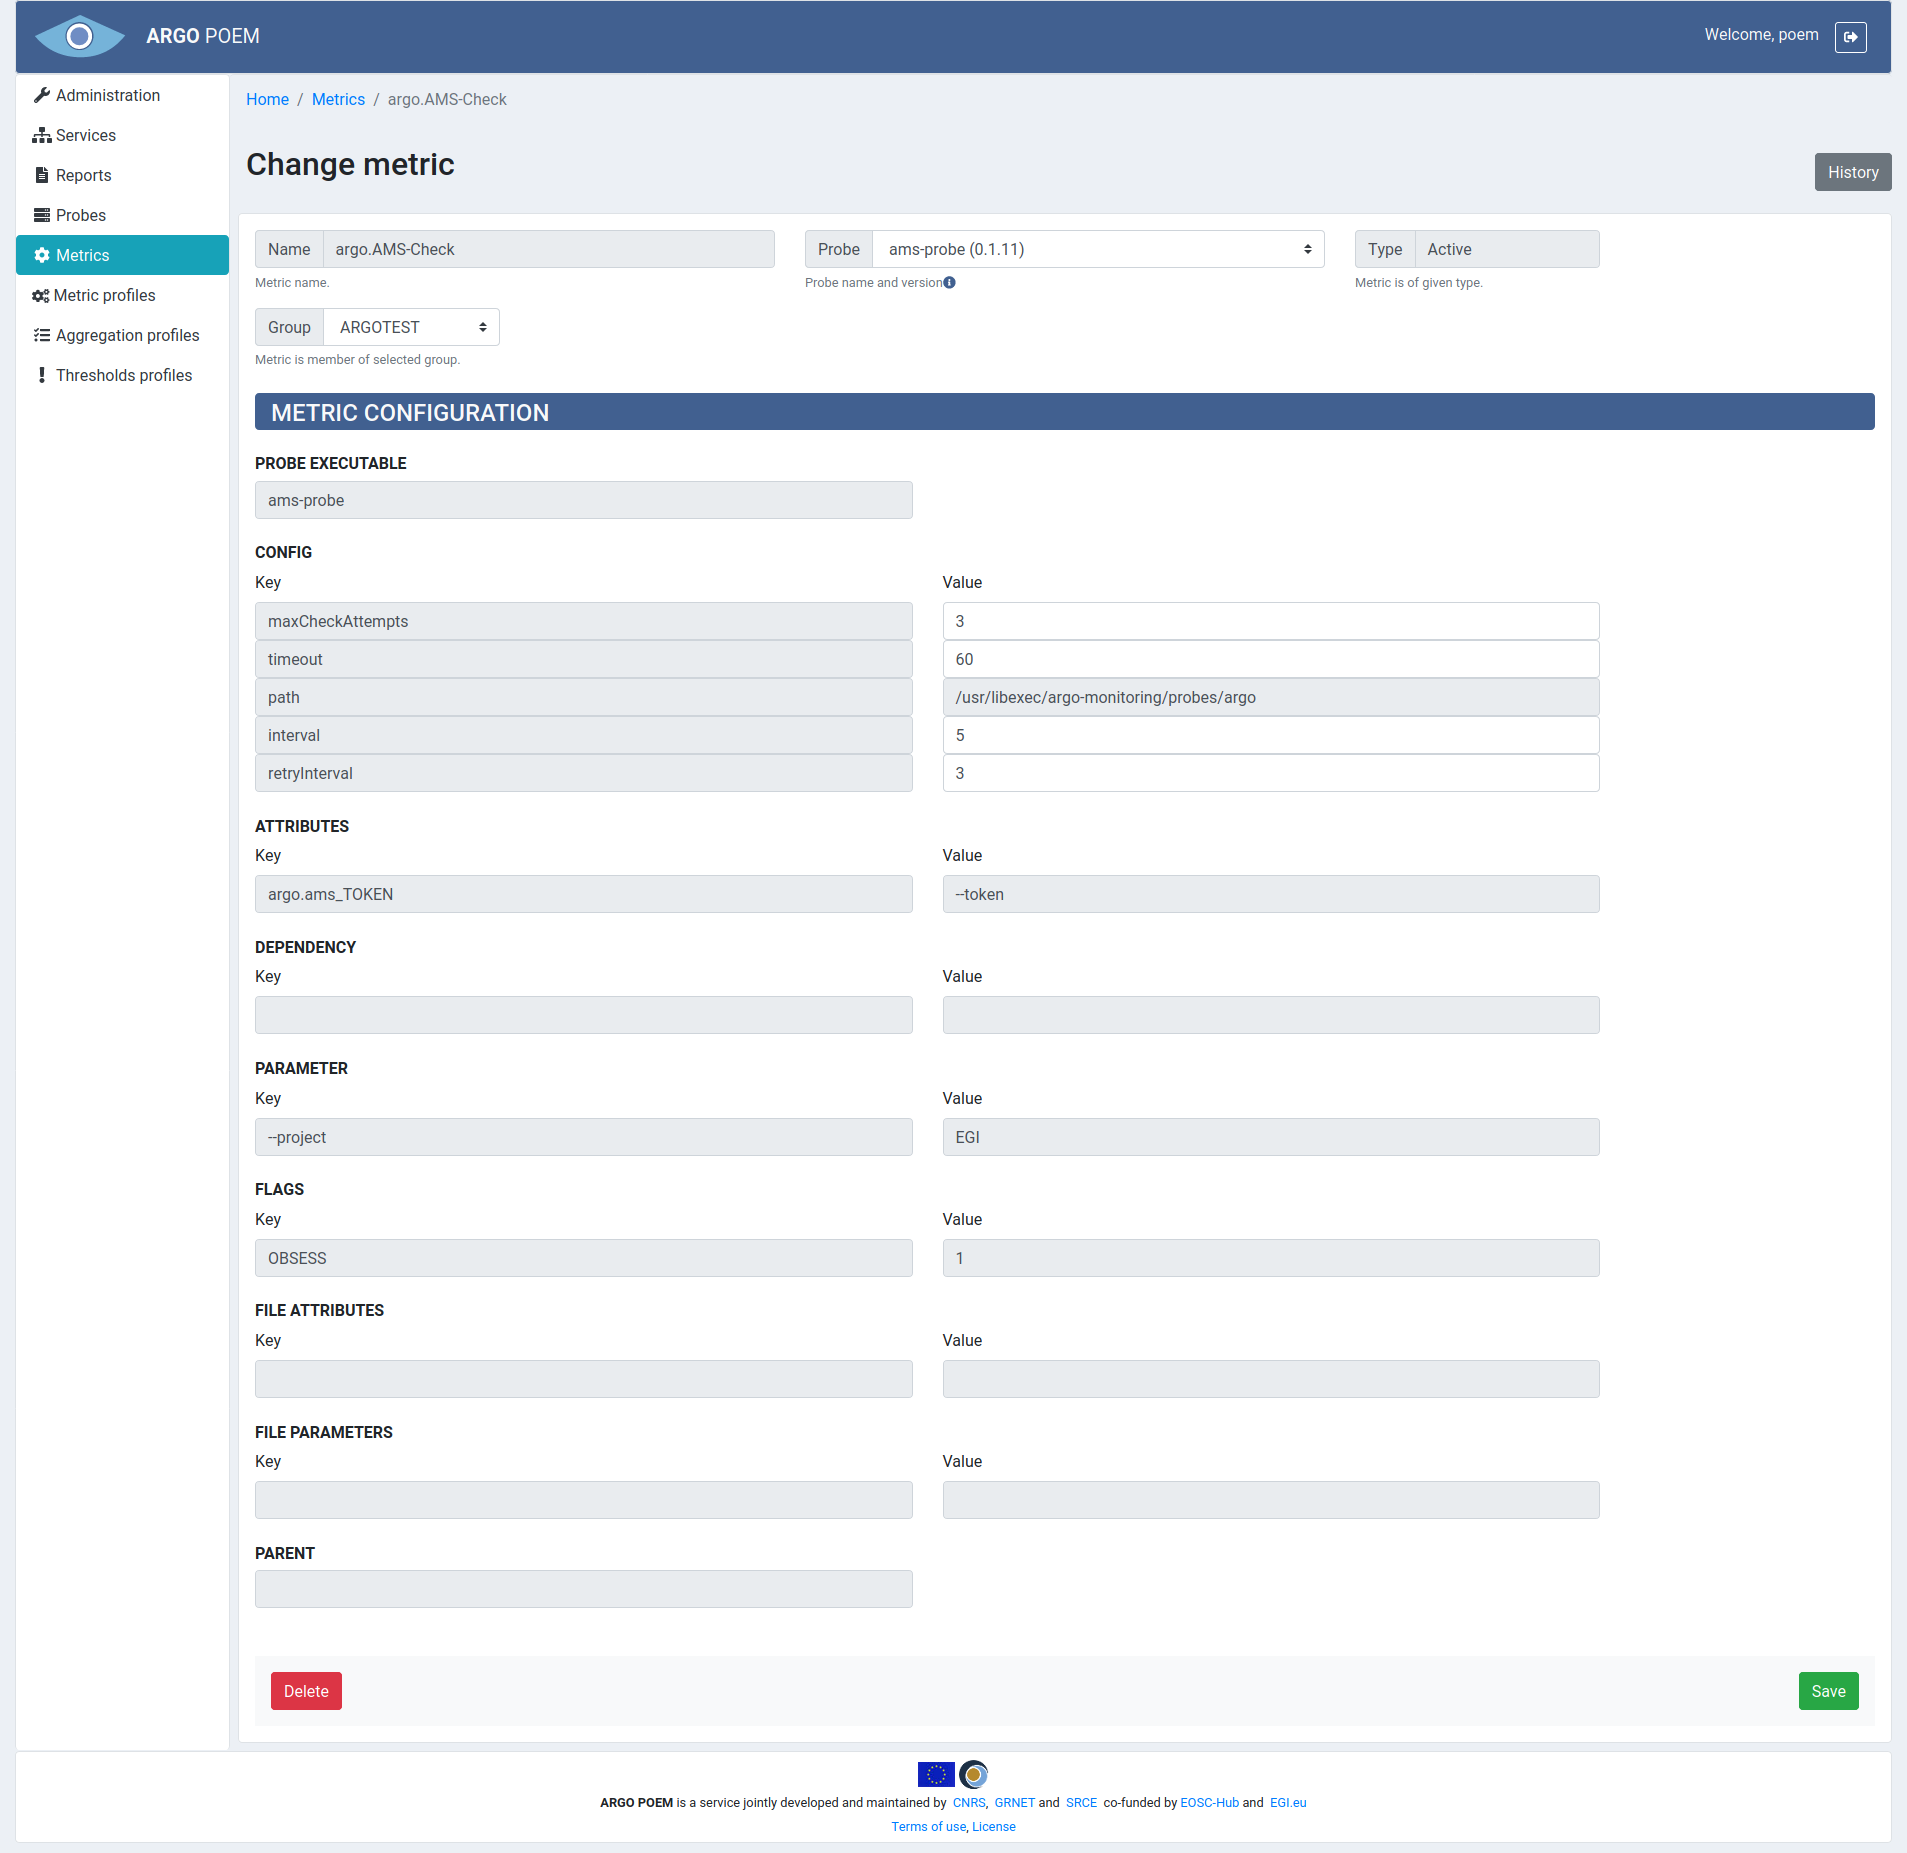 ARGO POEM
Welcome, poem
Administration
Services
Reports
Probes
Metrics
Metric profiles
Aggregation profiles
Thresholds profiles
Home / Metrics / argo.AMS-Check
Change metric
History
Name argo.AMS-Check
Metric name.
Probe ams-probe (0.1.11)
Probe name and version
Type Active
Metric is of given type.
Group ARGOTEST
Metric is member of selected group.
METRIC CONFIGURATION
PROBE EXECUTABLE
ams-probe
CONFIG
Key Value
maxCheckAttempts 3
timeout 60
path /usr/libexec/argo-monitoring/probes/argo
interval 5
retryInterval 3
ATTRIBUTES
Key Value
argo.ams_TOKEN --token
DEPENDENCY
Key Value
PARAMETER
Key Value
--project EGI
FLAGS
Key Value
OBSESS 1
FILE ATTRIBUTES
Key Value
FILE PARAMETERS
Key Value
PARENT
Delete
Save
ARGO POEM is a service jointly developed and maintained by CNRS, GRNET and SRCE co-funded by EOSC-Hub and EGI.eu
Terms of use, License